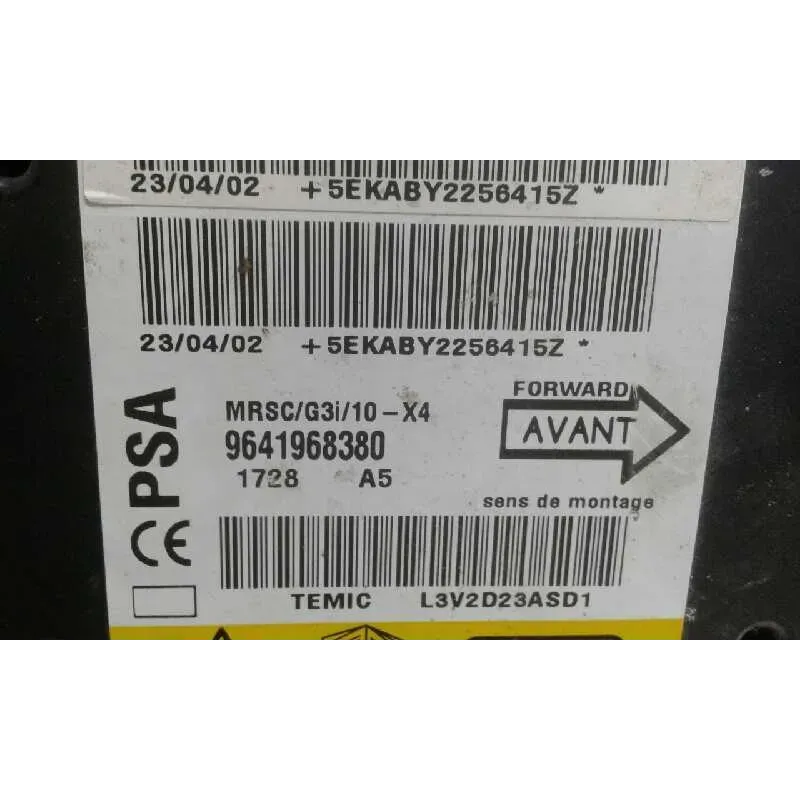 23/04/02 +5EKABY2256415Z *
23/04/02 +5EKABY2256415Z *
PSA
CE
MRSC/G3i/10-X4
9641968380
1728 A5
FORWARD
AVANT
sens de montage
TEMIC L3V2D23ASD1